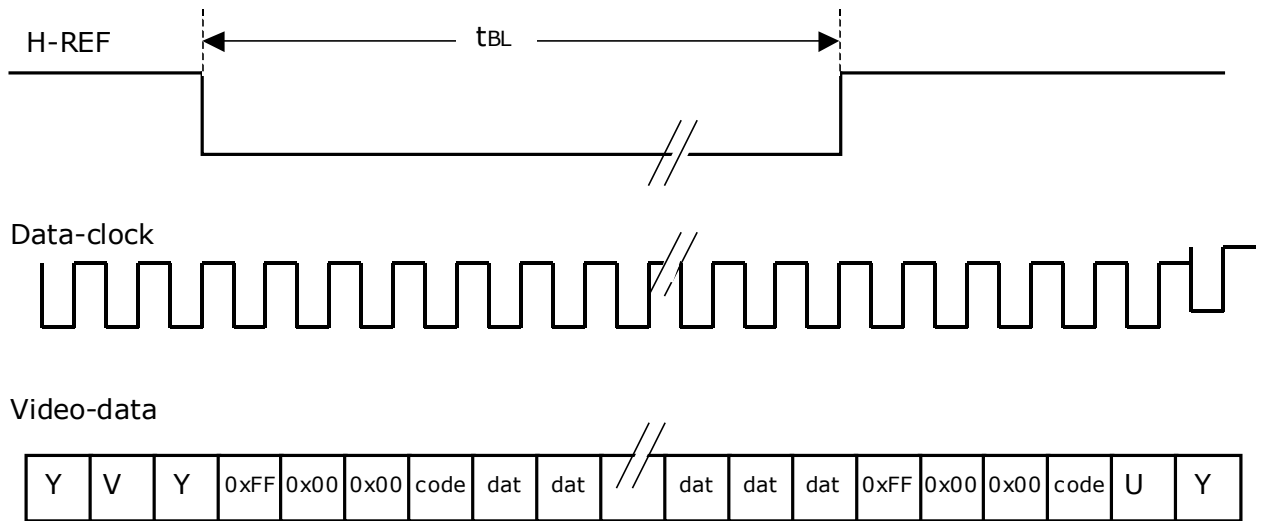 H-REF
tBL
Data-clock
Video-data
Y V Y 0xFF 0x00 0x00 code dat dat dat dat dat 0xFF 0x00 0x00 code U Y